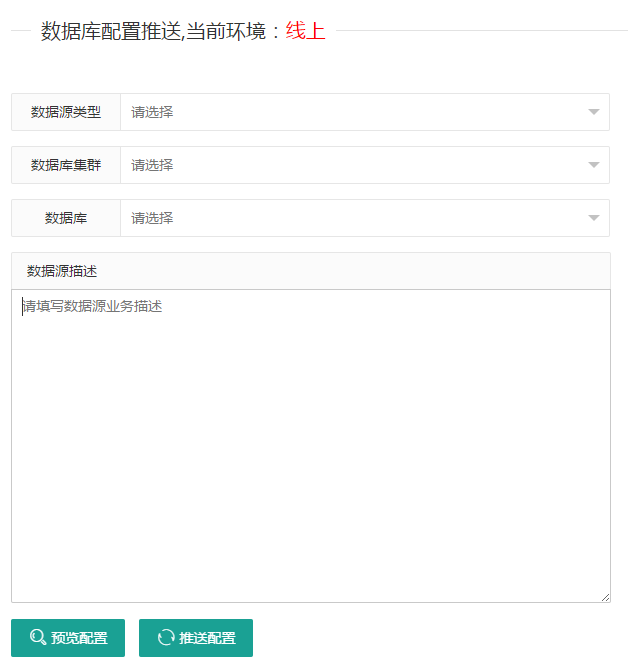 数据库配置推送,当前环境：线上
数据源类型 请选择
数据库集群 请选择
数据库 请选择
数据源描述
请填写数据源业务描述
预览配置 推送配置